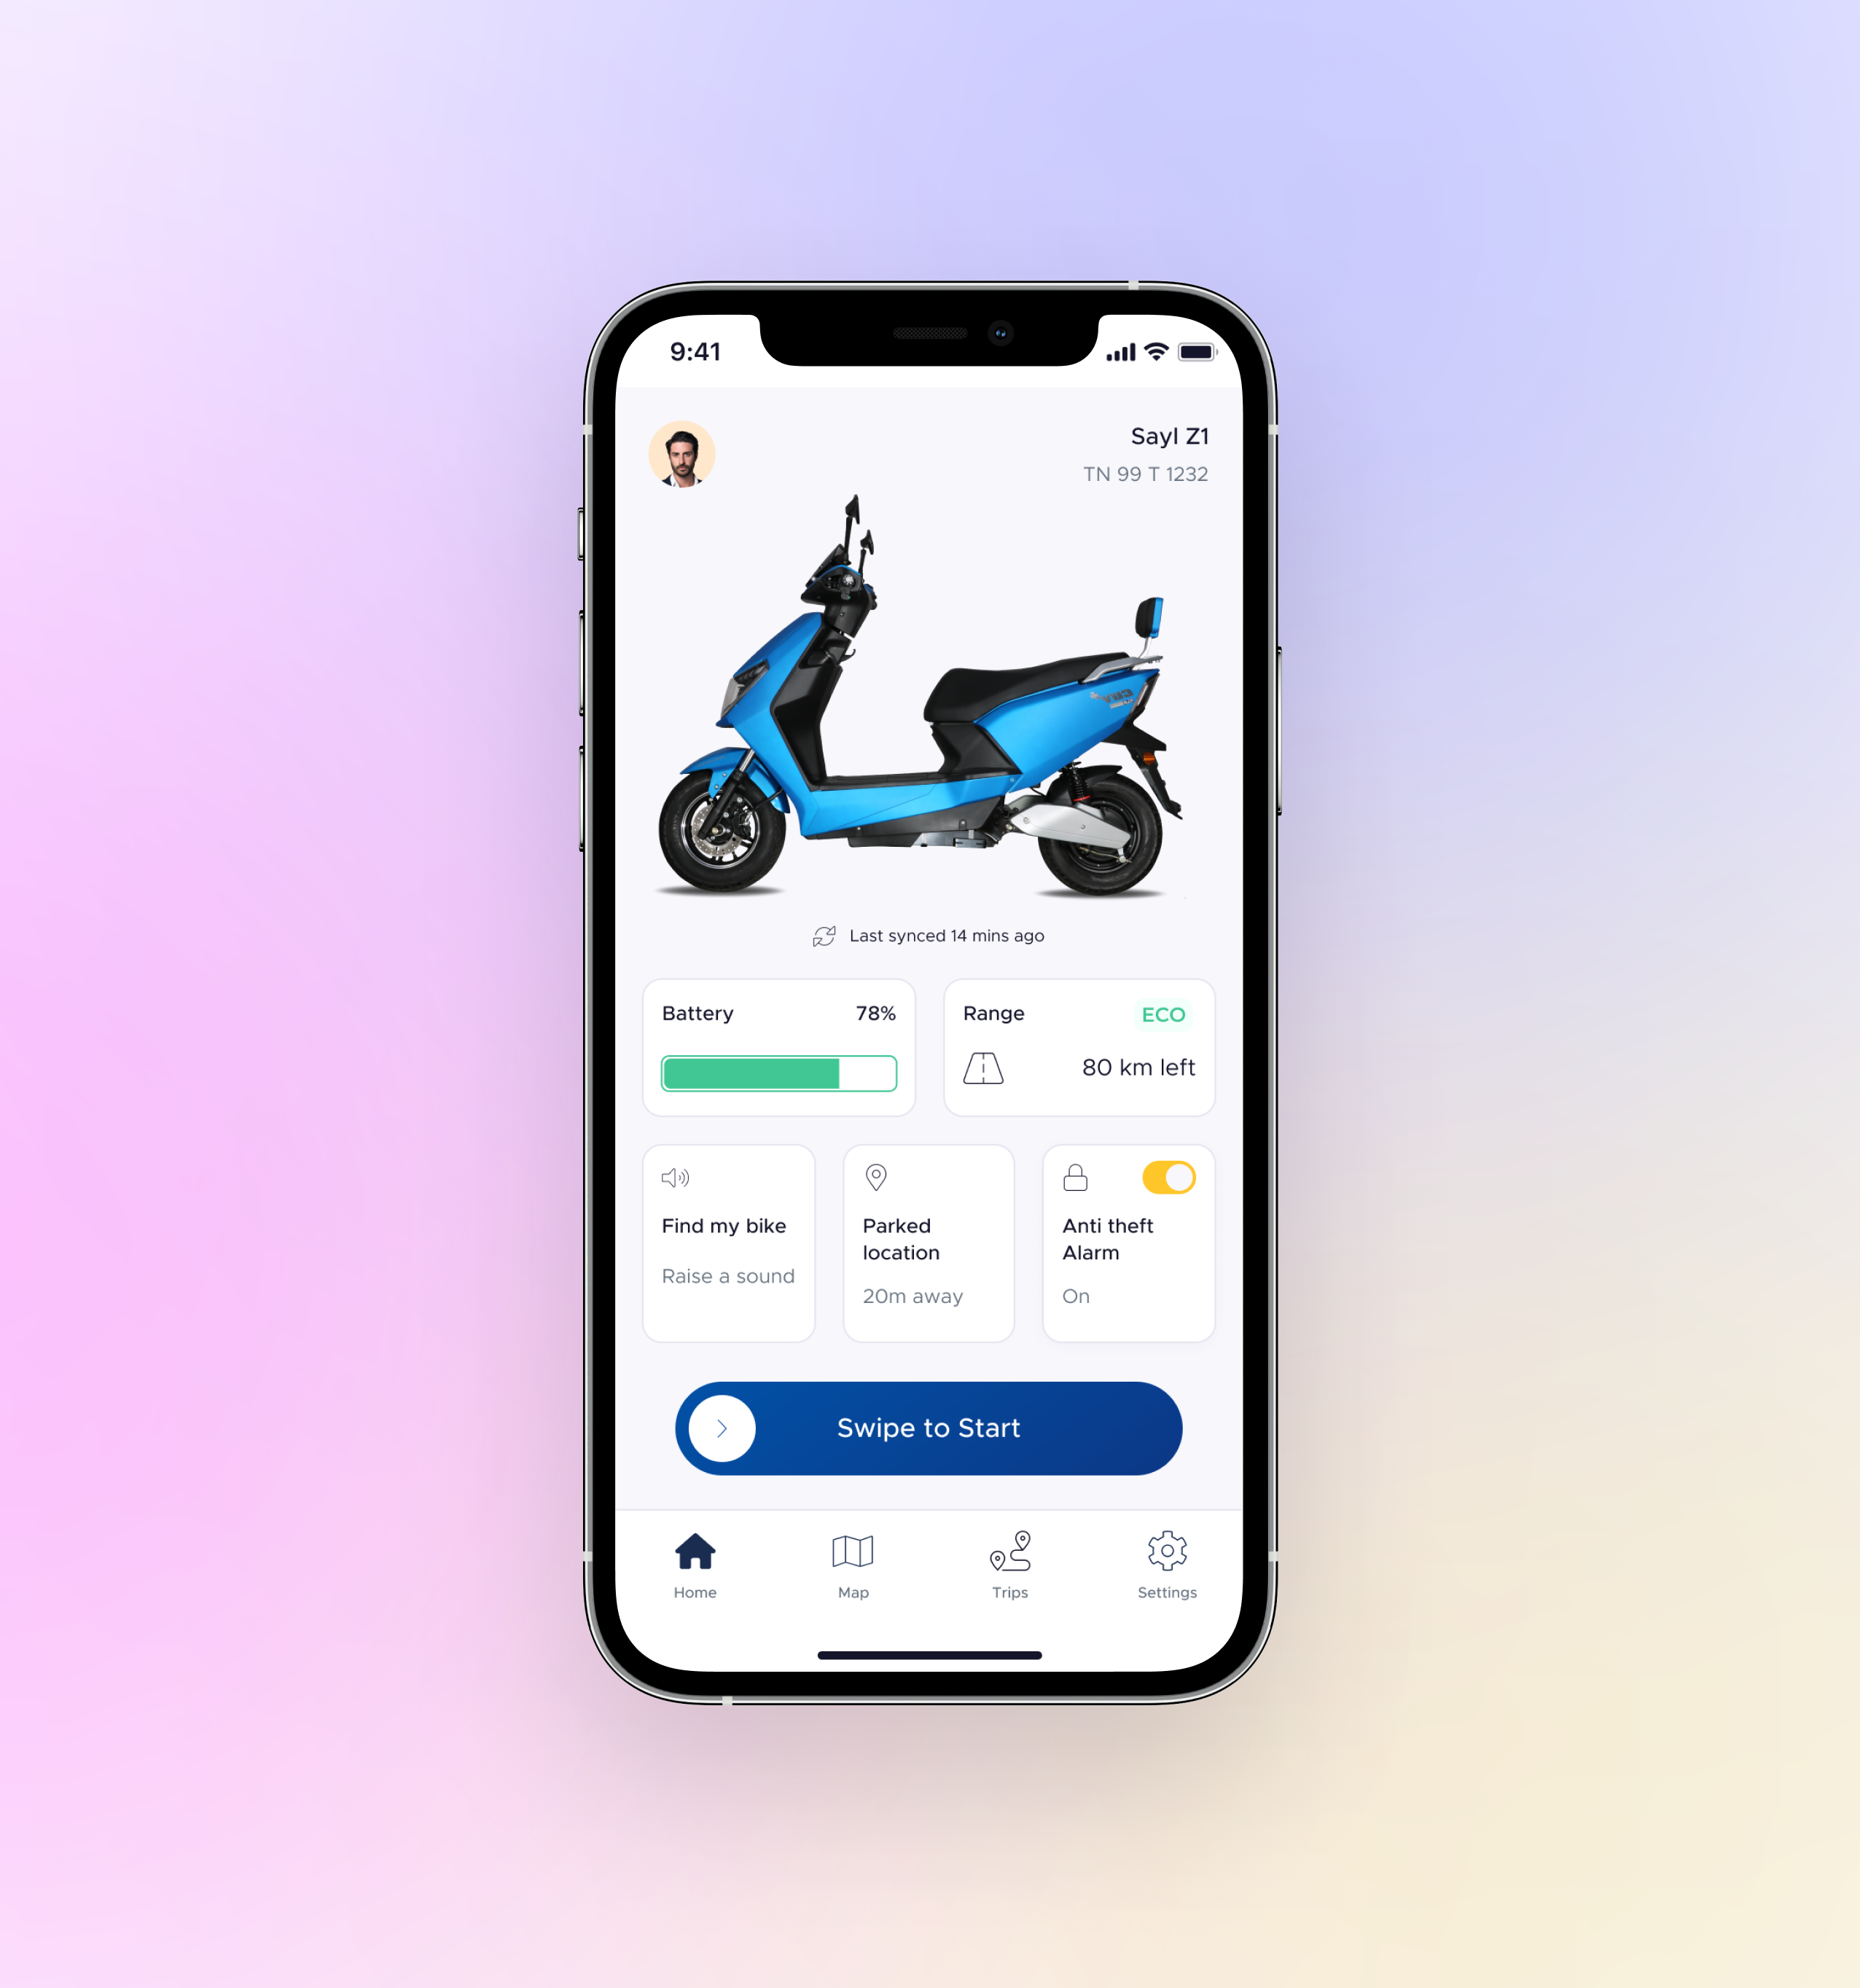 9:41
Sayl Z1
TN 99 T 1232
Last synced 14 mins ago
Battery 78%
Range ECO
80 km left
Find my bike
Raise a sound
Parked
location
20m away
Anti theft
Alarm
On
Swipe to Start
Home Map Trips Settings